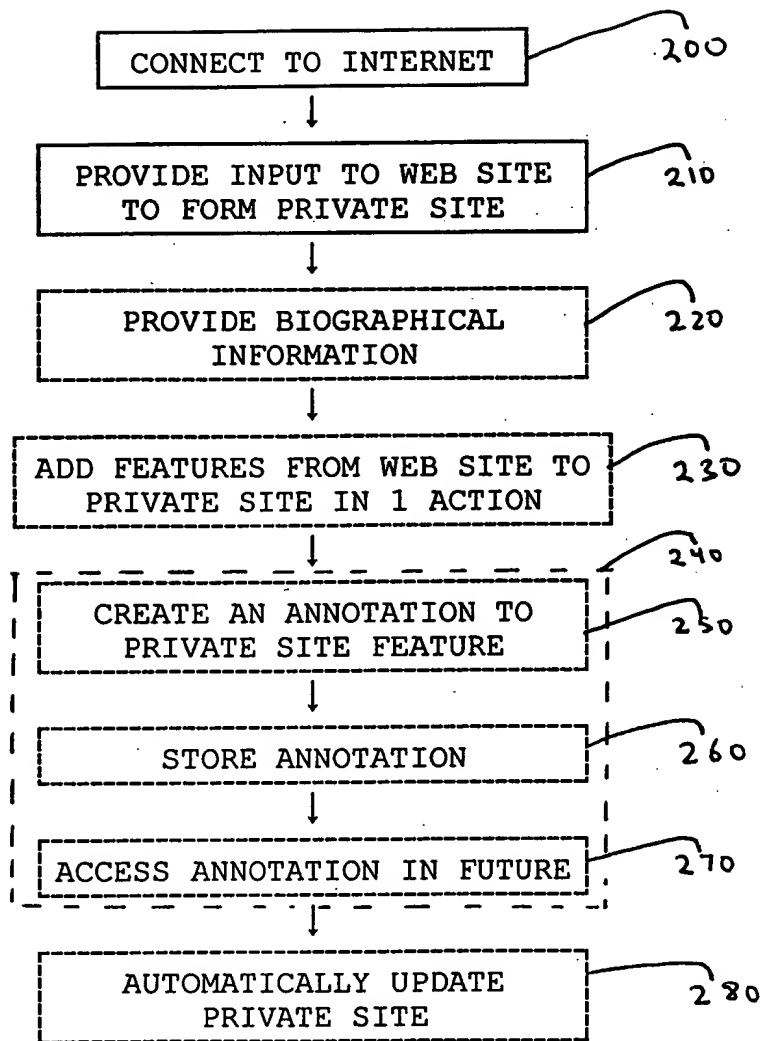 CONNECT TO INTERNET
200
PROVIDE INPUT TO WEB SITE
TO FORM PRIVATE SITE
210
PROVIDE BIOGRAPHICAL
INFORMATION
220
ADD FEATURES FROM WEB SITE TO
PRIVATE SITE IN 1 ACTION
230
240
CREATE AN ANNOTATION TO
PRIVATE SITE FEATURE
250
STORE ANNOTATION
260
ACCESS ANNOTATION IN FUTURE
270
AUTOMATICALLY UPDATE
PRIVATE SITE
280